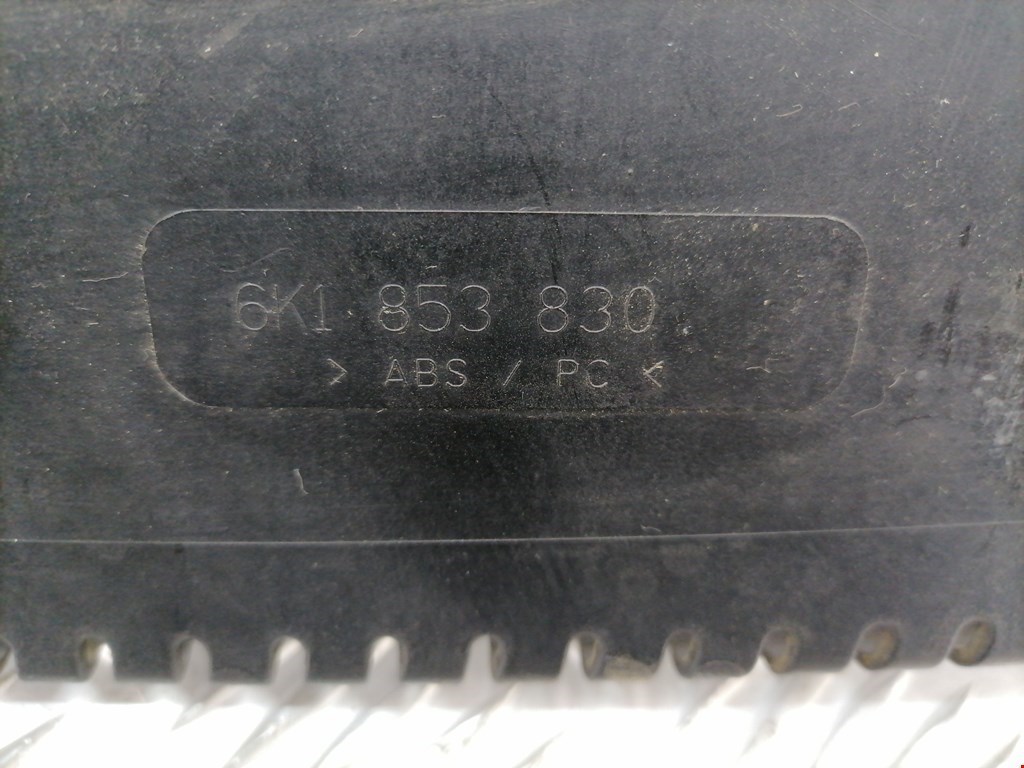 6K1 853 830
> ABS / PC <